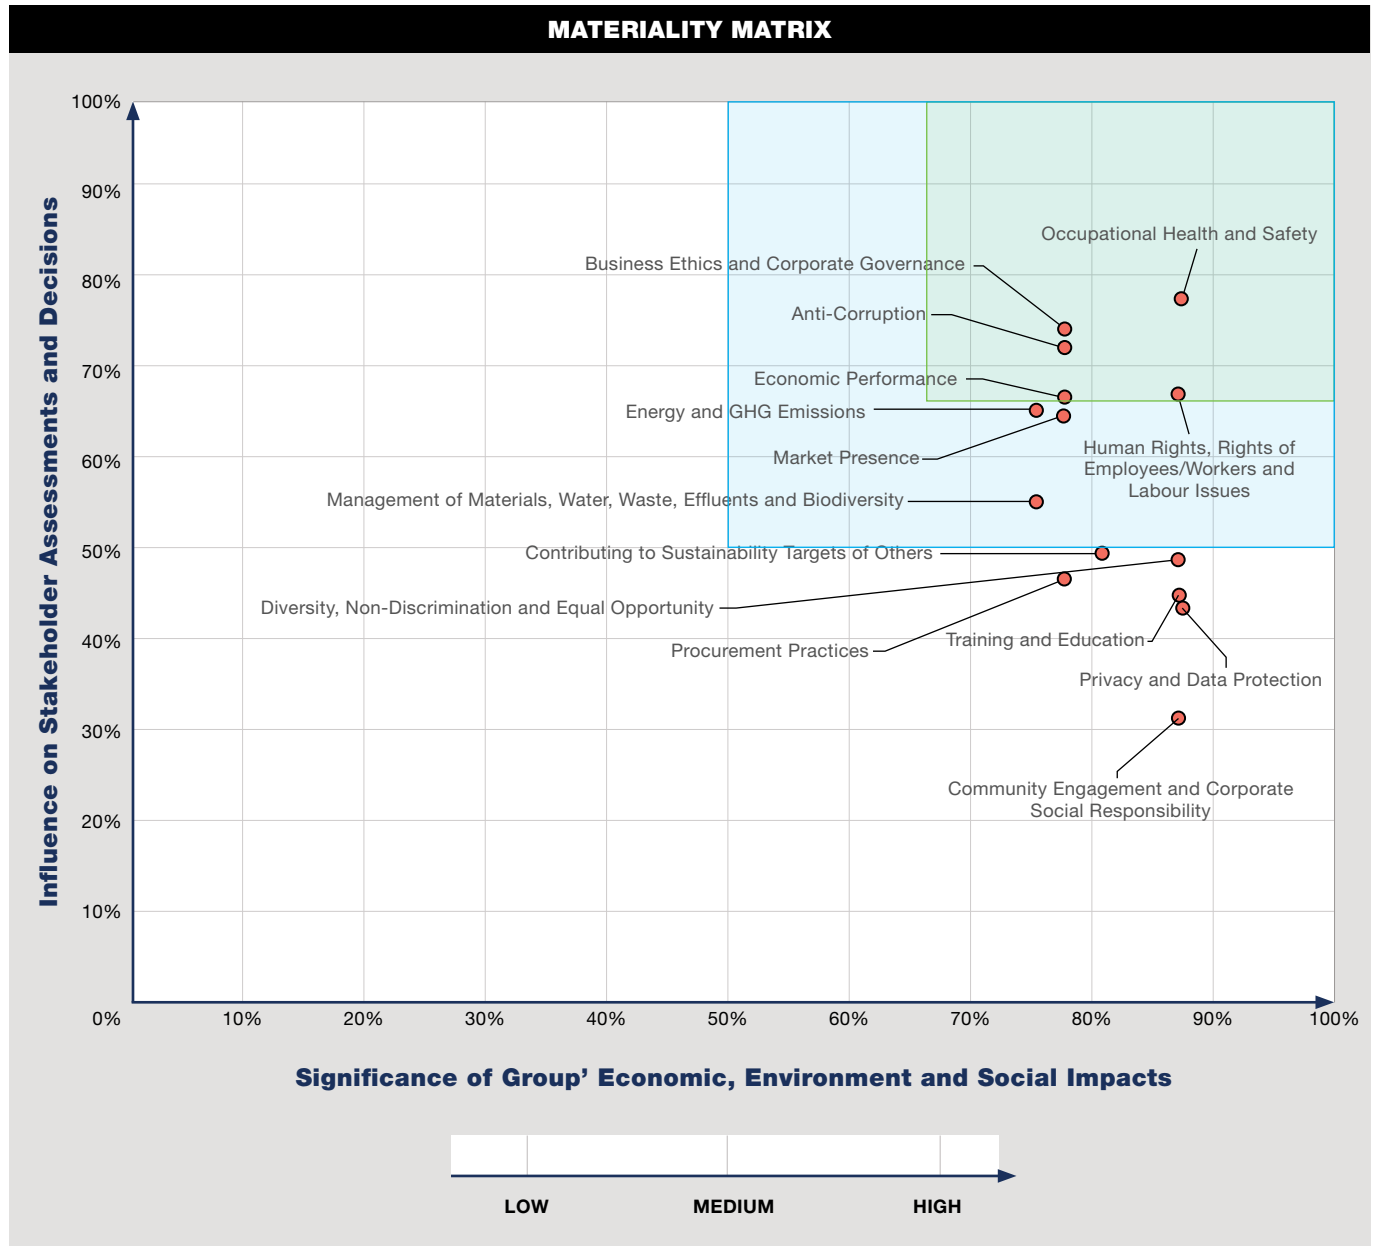 MATERIALITY MATRIX
100%
90%
80%
70%
60%
50%
40%
30%
20%
10%
0%
Influence on Stakeholder Assessments and Decisions
Occupational Health and Safety
Business Ethics and Corporate Governance
Anti-Corruption
Economic Performance
Energy and GHG Emissions
Human Rights, Rights of
Employees/Workers and
Labour Issues
Market Presence
Management of Materials, Water, Waste, Effluents and Biodiversity
Contributing to Sustainability Targets of Others
Diversity, Non-Discrimination and Equal Opportunity
Training and Education
Procurement Practices
Privacy and Data Protection
Community Engagement and Corporate
Social Responsibility
10%
20%
30%
40%
50%
60%
70%
80%
90%
100%
Significance of Group’ Economic, Environment and Social Impacts
LOW
MEDIUM
HIGH